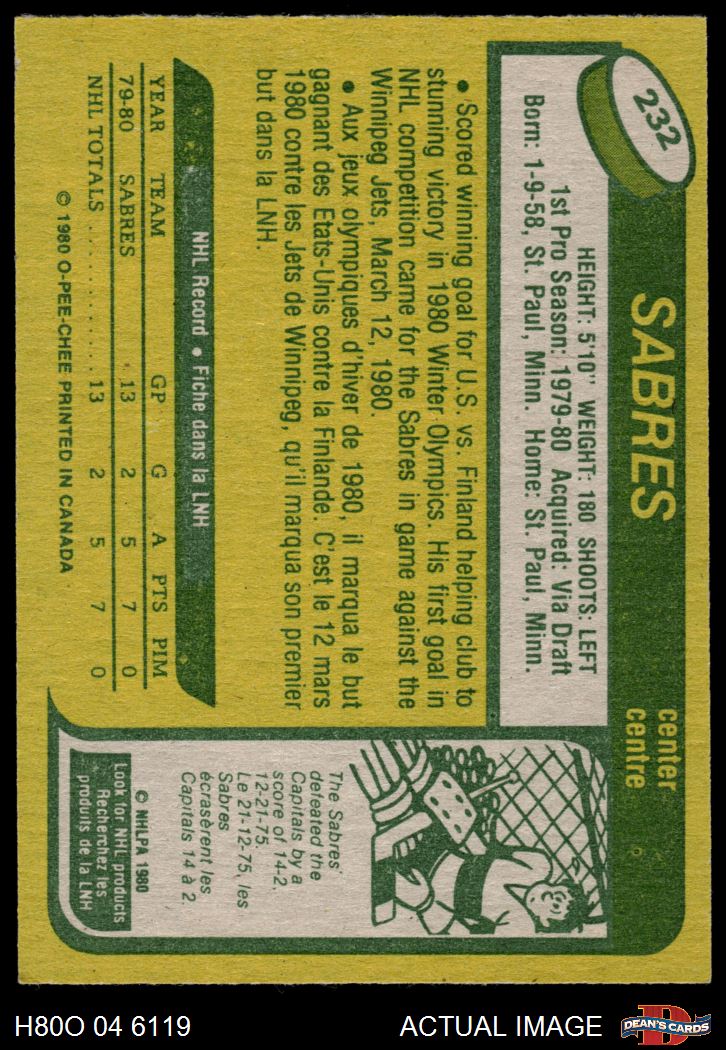 232
SABRES
center
centre
HEIGHT: 5'10" WEIGHT: 180 SHOOTS: LEFT
1st Pro Season: 1979-80 Acquired: Via Draft
Born: 1-9-58, St. Paul, Minn. Home: St. Paul, Minn.
• Scored winning goal for U.S. vs. Finland helping club to
stunning victory in 1980 Winter Olympics. His first goal in
NHL competition came for the Sabres in game against the
Winnipeg Jets, March 12, 1980.
• Aux jeux olympiques d'hiver de 1980, il marqua le but
gagnant des Etats-Unis contre la Finlande. C'est le 12 mars
1980 contre les Jets de Winnipeg, qu'il marqua son premier
but dans la LNH.
NHL Record • Fiche dans la LNH
YEAR TEAM GP G A PTS PIM
79-80 SABRES 13 2 5 7 0
NHL TOTALS .......... 13 2 5 7 0
© 1980 O-PEE-CHEE PRINTED IN CANADA
The Sabres'
defeated the
Capitals by a
score of 14-2,
12-21-75.
Le 21-12-75, les
Sabres
écrasèrent les
Capitals 14 à 2.
© NHLPA 1980
Look for NHL products
Recherchez les
produits de la LNH
H80O 04 6119
ACTUAL IMAGE
D
DEAN'S CARDS